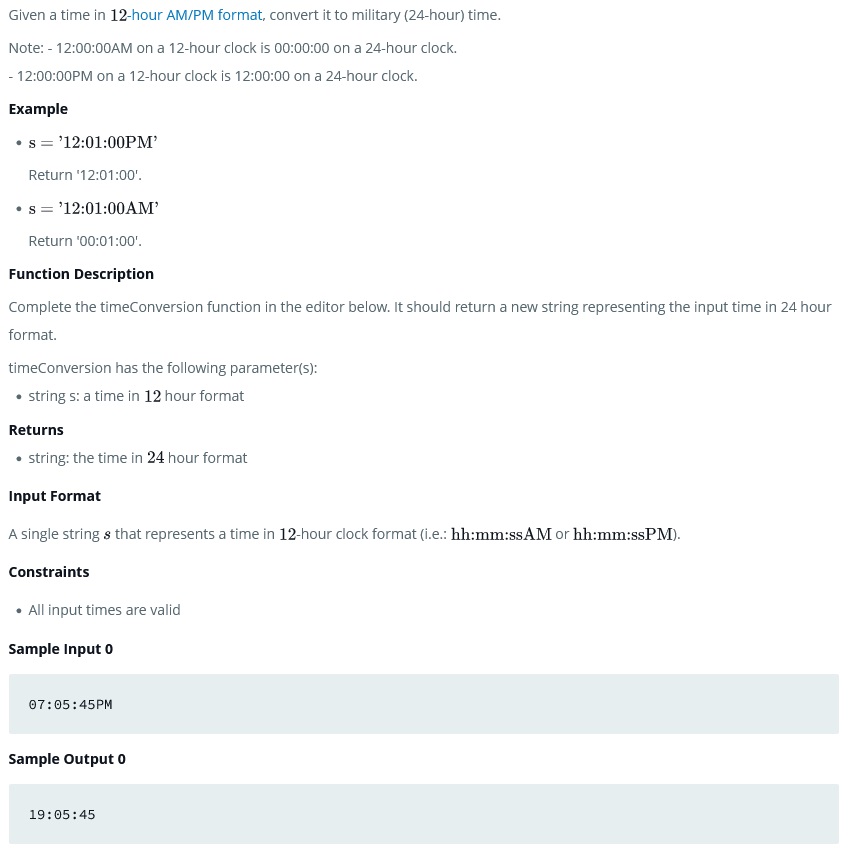 Given a time in 12-hour AM/PM format, convert it to military (24-hour) time.
Note: - 12:00:00AM on a 12-hour clock is 00:00:00 on a 24-hour clock.
- 12:00:00PM on a 12-hour clock is 12:00:00 on a 24-hour clock.
Example
• s = '12:01:00PM'
Return '12:01:00'.
• s = '12:01:00AM'
Return '00:01:00'.
Function Description
Complete the timeConversion function in the editor below. It should return a new string representing the input time in 24 hour
format.
timeConversion has the following parameter(s):
• string s: a time in 12 hour format
Returns
• string: the time in 24 hour format
Input Format
A single string s that represents a time in 12-hour clock format (i.e.: hh:mm:ssAM or hh:mm:ssPM).
Constraints
• All input times are valid
Sample Input 0
07:05:45PM
Sample Output 0
19:05:45